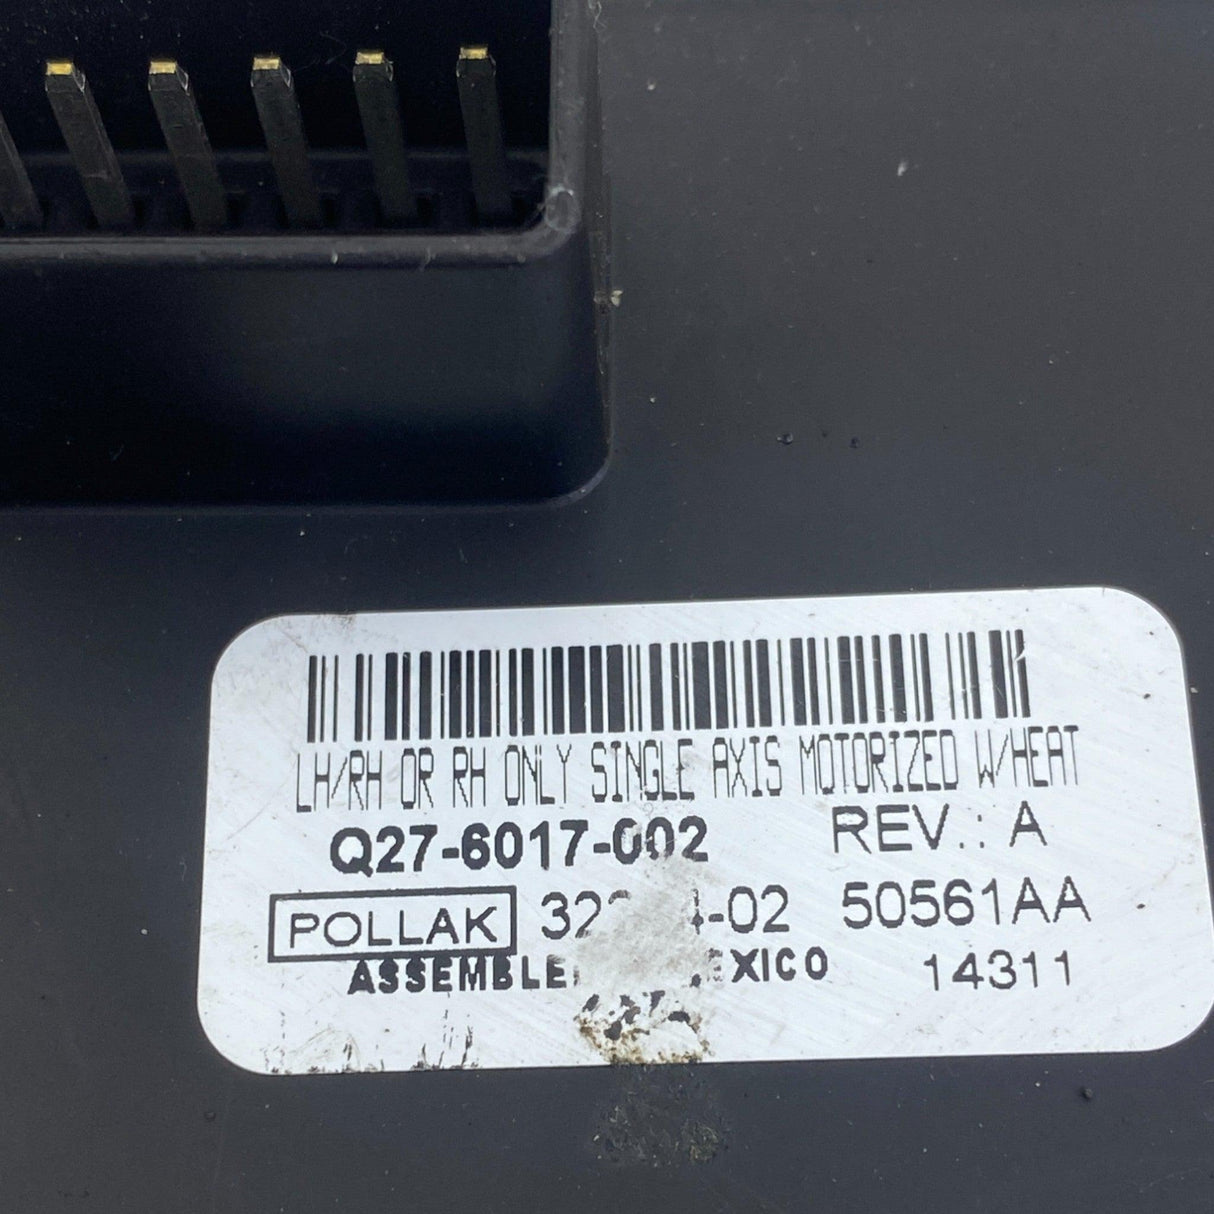 LH/RH OR RH ONLY SINGLE AXIS MOTORIZED W/HEAT
Q27-6017-002 REV.: A
POLLAK 50561AA
14311